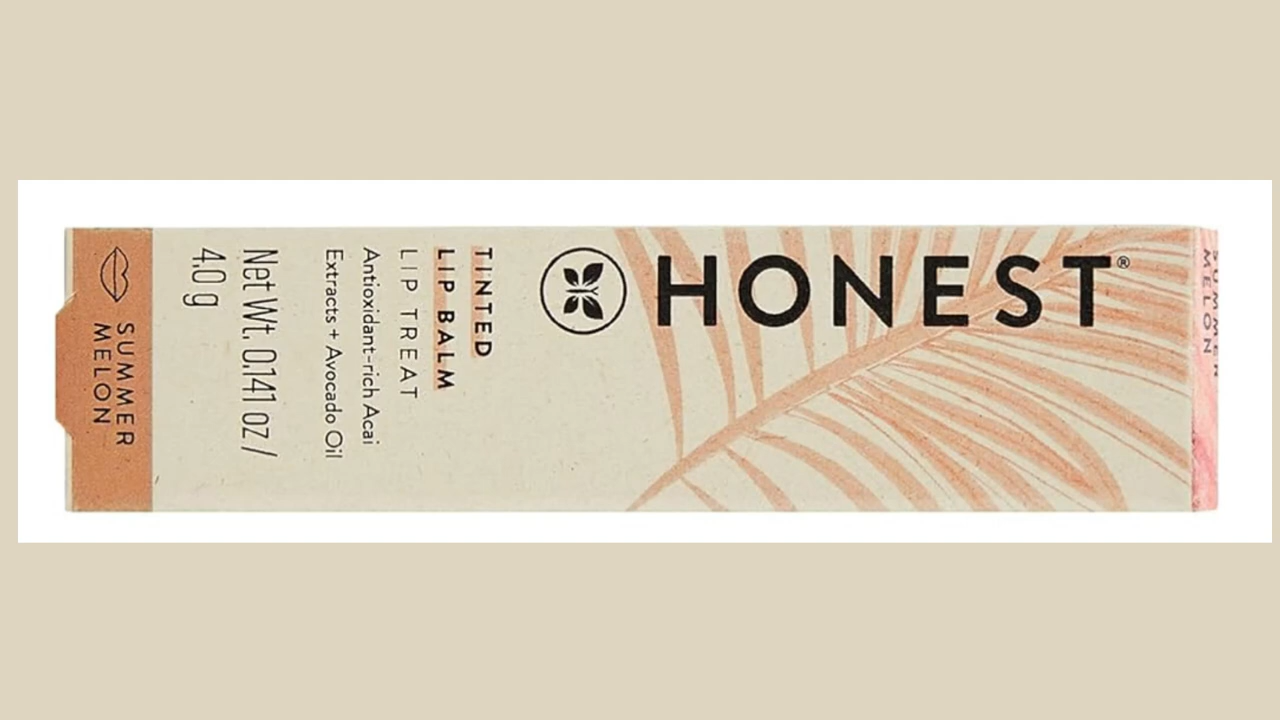 HONEST®
TINTED
LIP BALM
LIP TREAT
Antioxidant-rich Acai
Extracts + Avocado Oil
Net Wt. 0.141 oz /
4.0 g
SUMMER
MELON
SUMMER
MELON